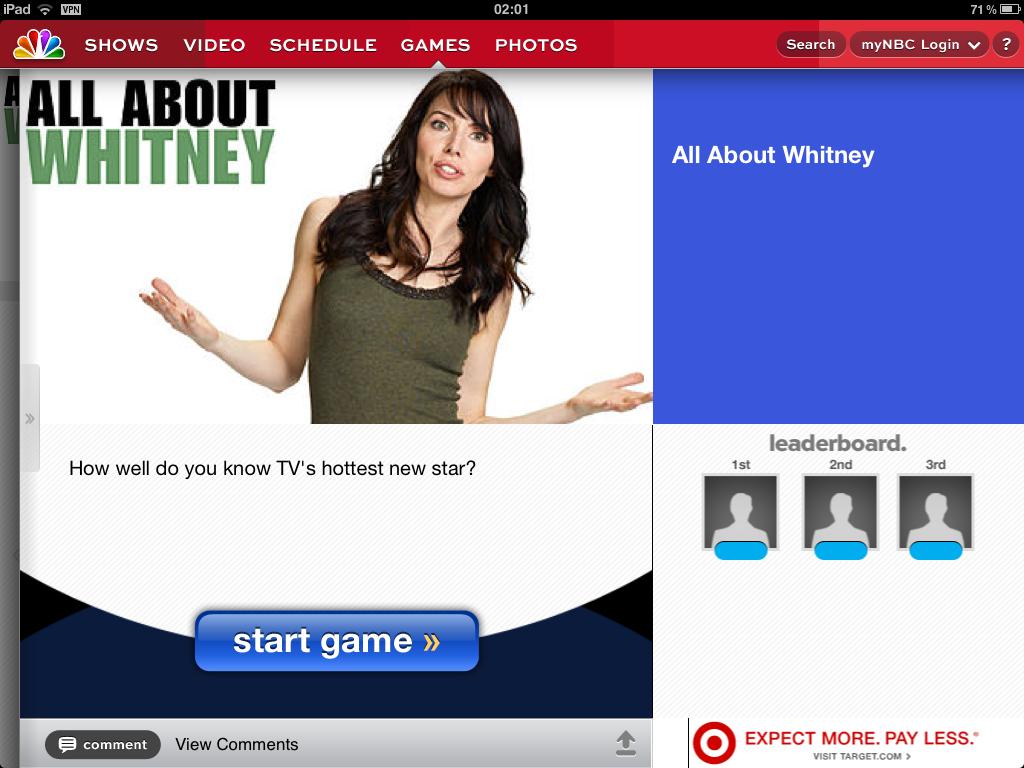 iPad VPN 02:01 71%
SHOWS VIDEO SCHEDULE GAMES PHOTOS Search myNBC Login ?
ALL ABOUT
WHITNEY
All About Whitney
How well do you know TV's hottest new star?
leaderboard.
1st 2nd 3rd
start game »
comment View Comments
EXPECT MORE. PAY LESS.®
VISIT TARGET.COM >